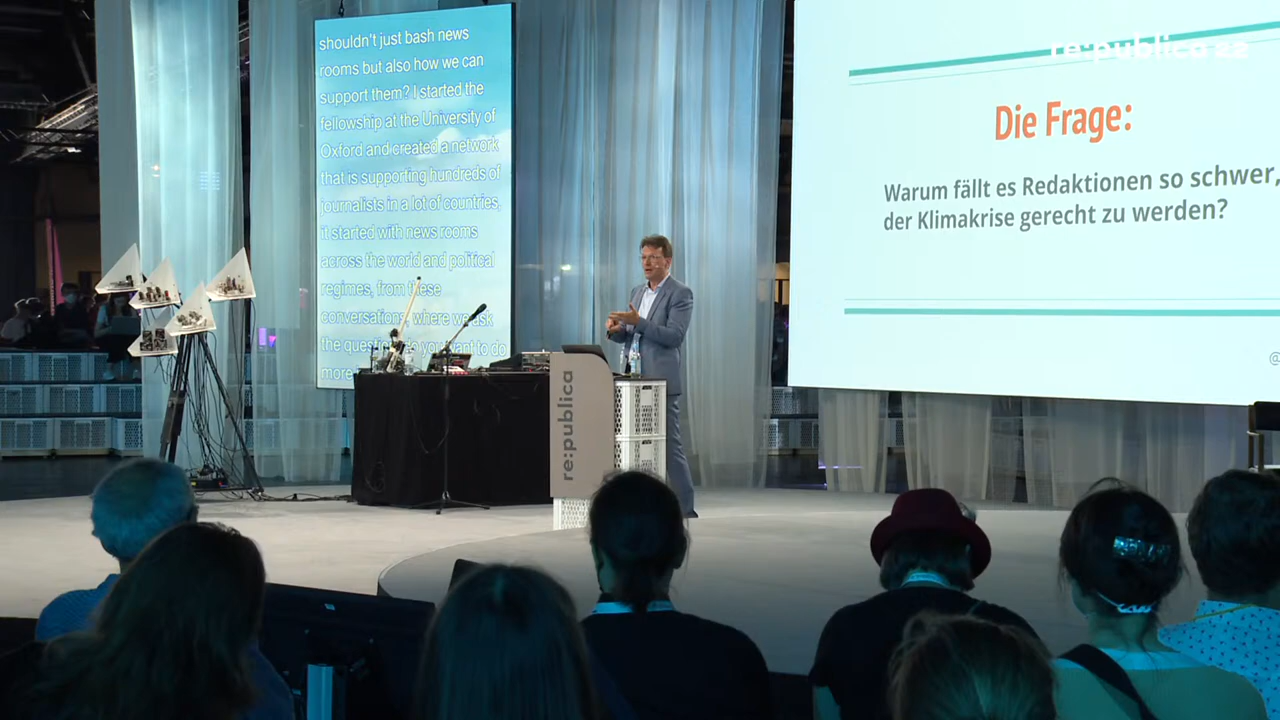 shouldn't just bash news
rooms but also how we can
support them? I started the
fellowship at the University of
Oxford and created a network
that is supporting hundreds of
journalists in a lot of countries,
it started with news rooms
across the world and political
regimes, from these
conversations, where we ask
the question do you want to do
more
re:publica 22
Die Frage:
Warum fällt es Redaktionen so schwer,
der Klimakrise gerecht zu werden?
@
re:publica